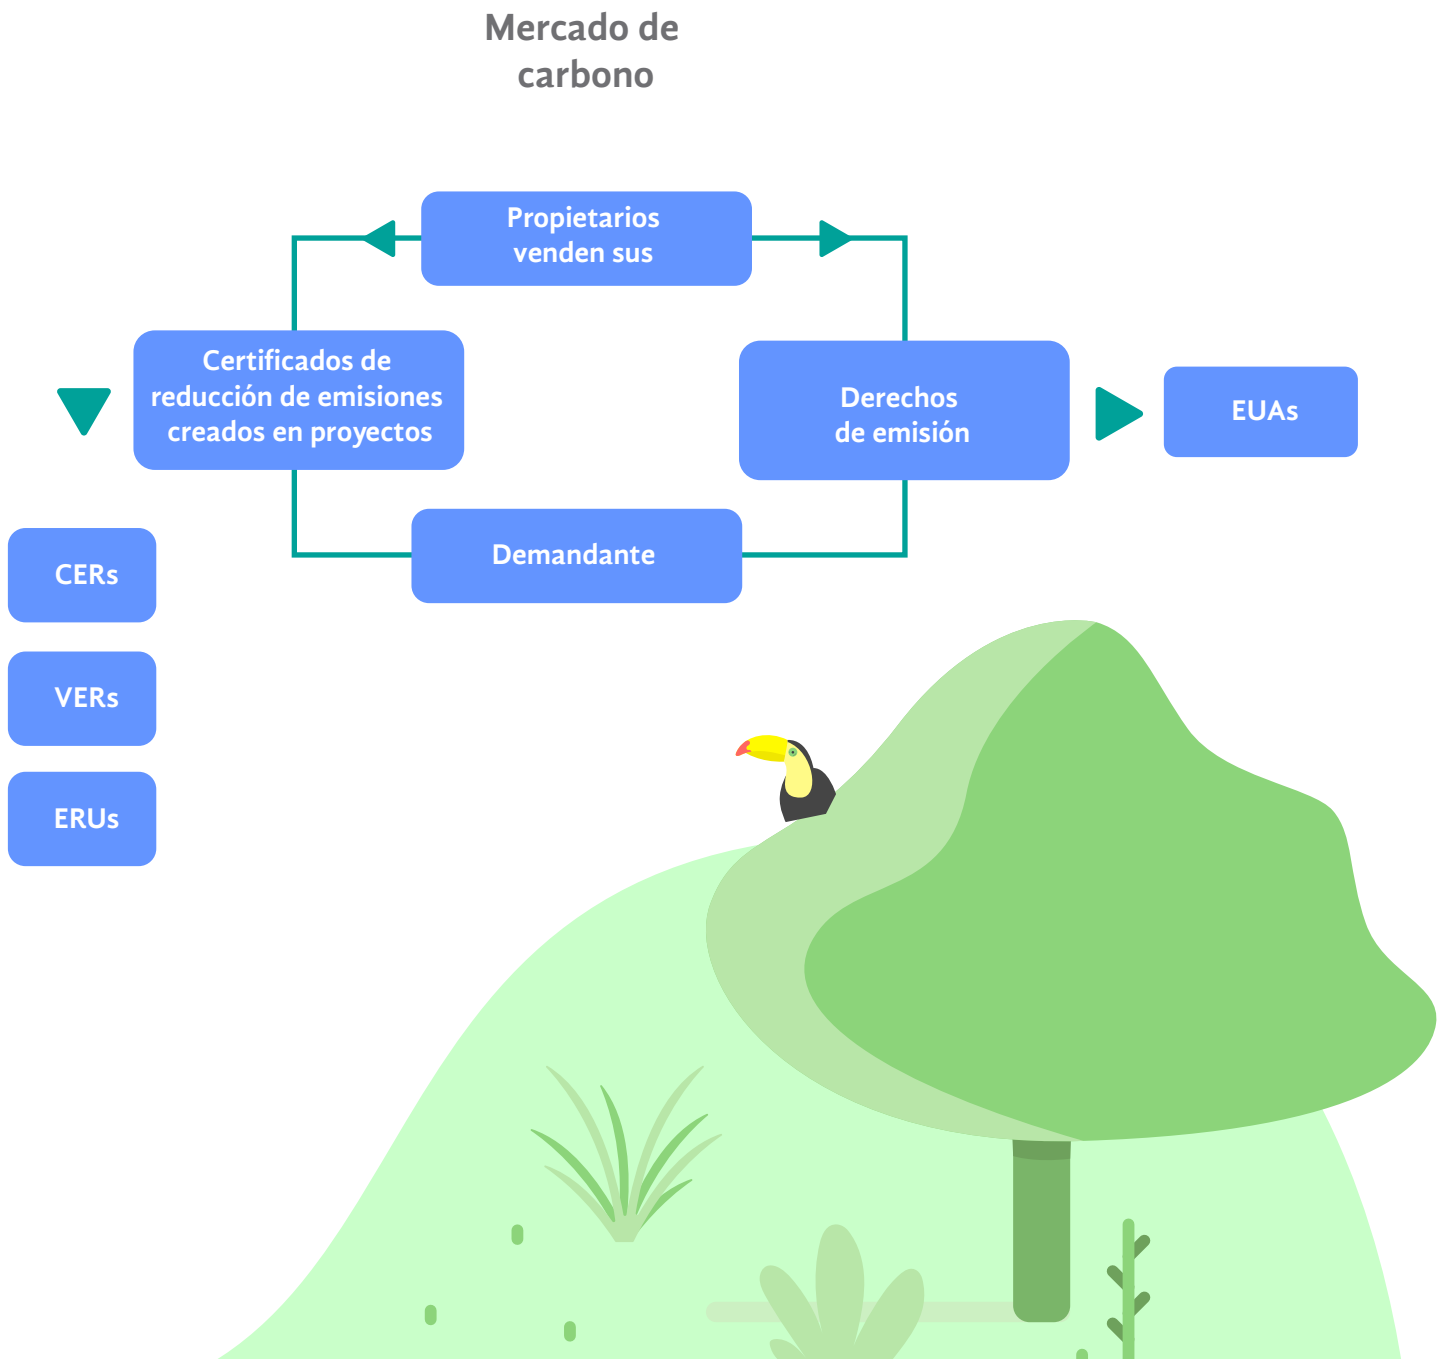 Mercado de
carbono
Propietarios
venden sus
Certificados de
reducción de emisiones
creados en proyectos
Derechos
de emisión
EUAs
Demandante
CERs
VERs
ERUs